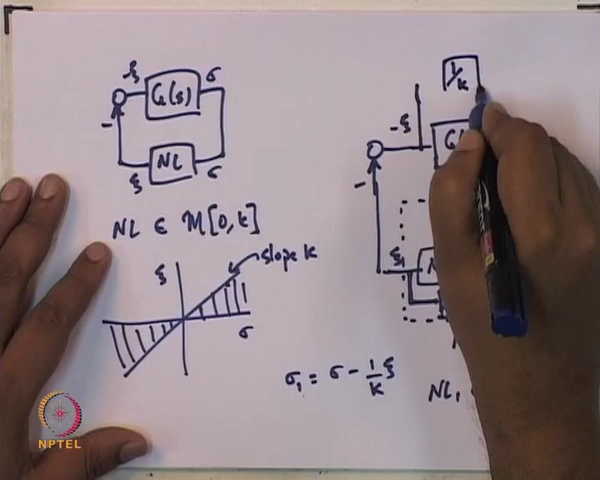 -ξ G(s) σ
-
ξ NL σ
NL ∈ M[0,k]
slope k
ξ
σ
1/k
-ξ G(
-
ξ₁ N
σ₁ = σ - 1/k ξ
NL₁
NPTEL